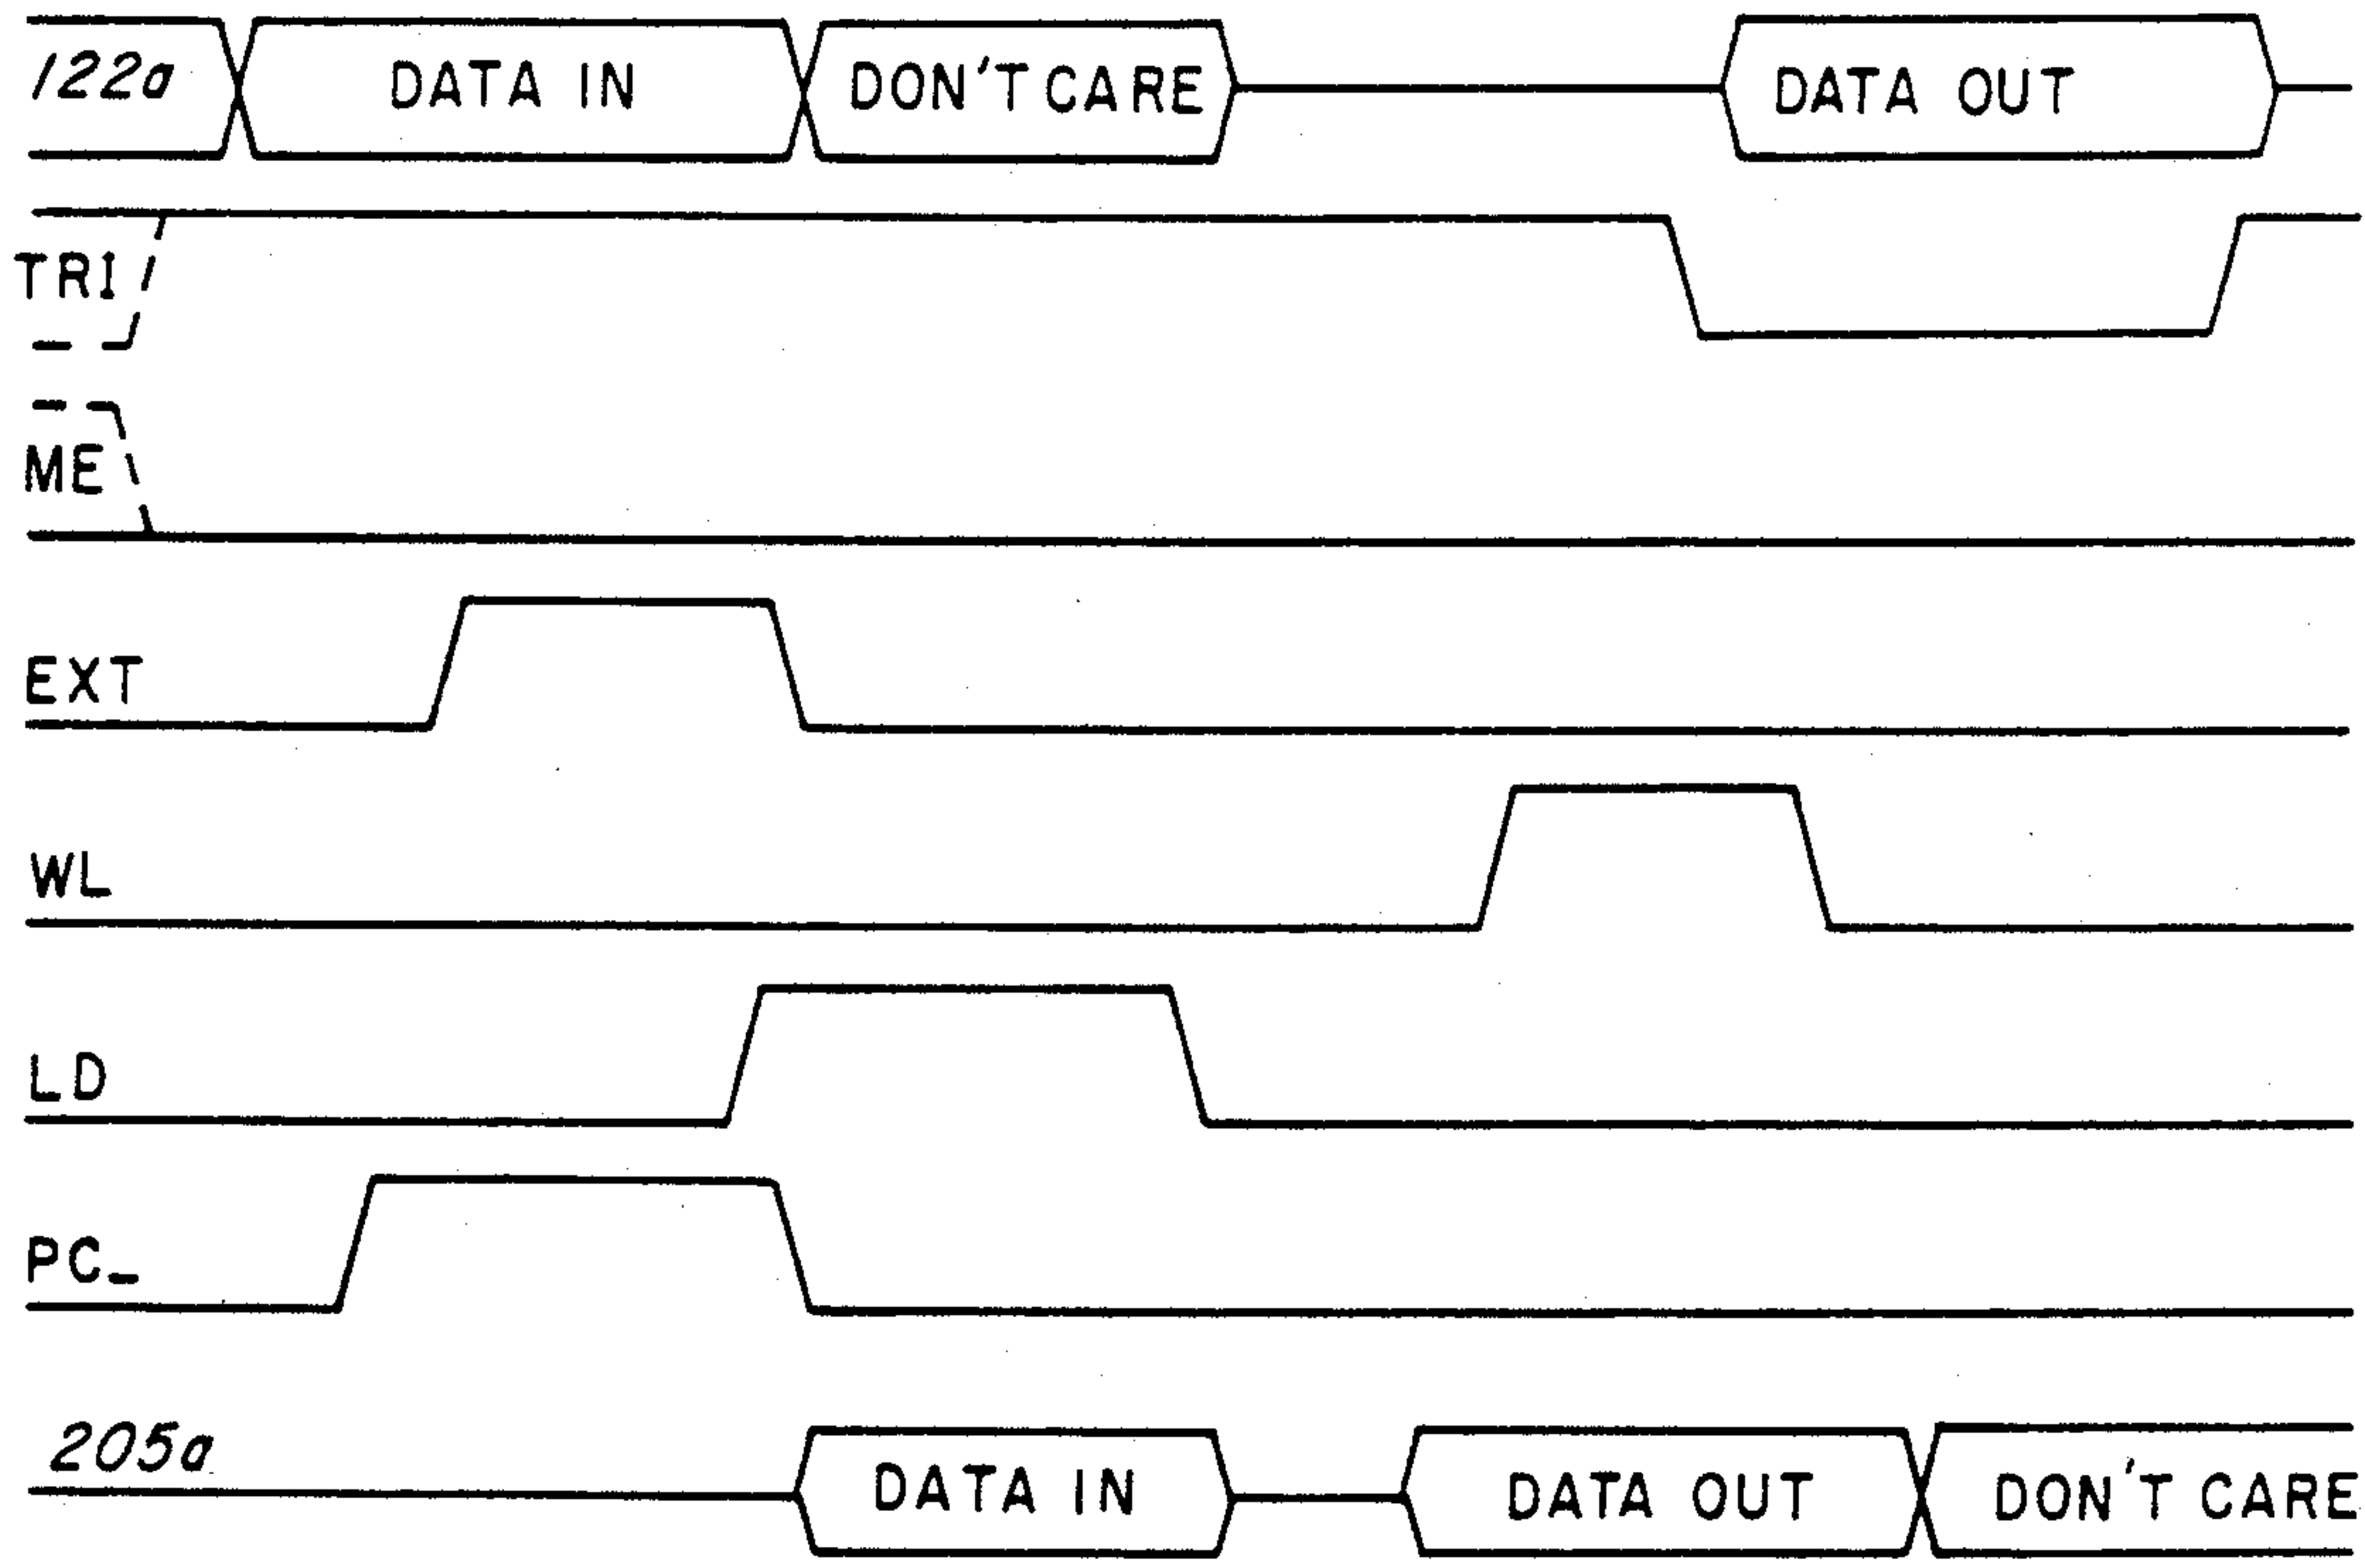 122a DATA IN DON'T CARE DATA OUT
TRI
ME
EXT
WL
LD
PC_
205a DATA IN DATA OUT DON'T CARE